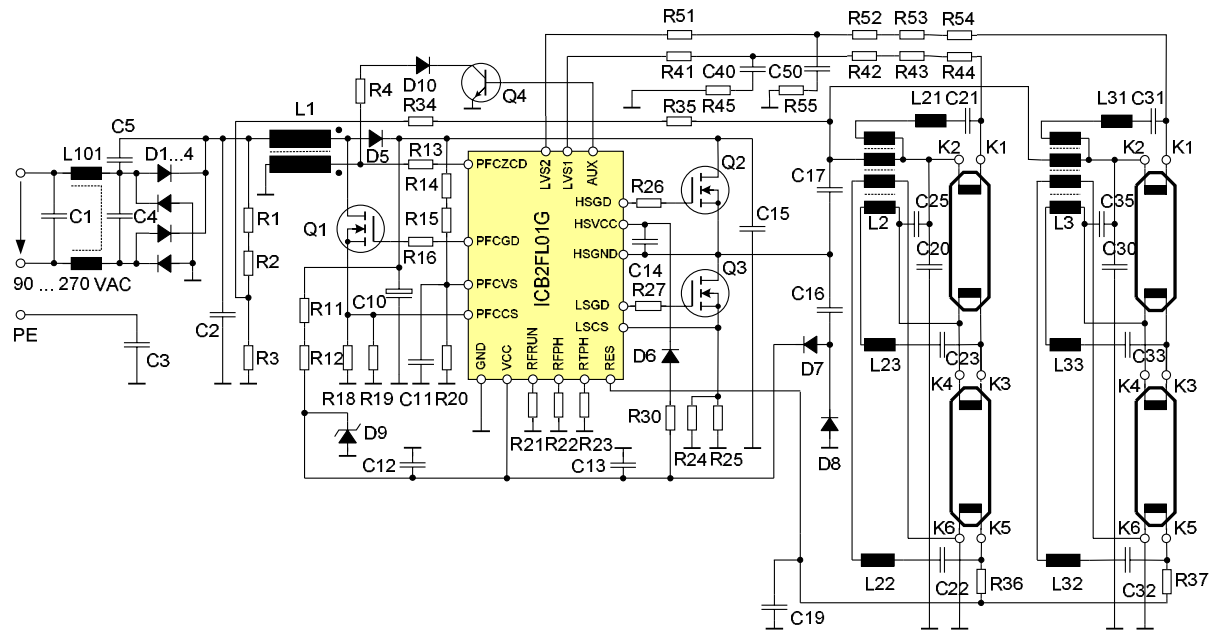 R51
R52
R53
R54
R41
C40
C50
R42
R43
R44
R45
R55
D10
Q4
R4
R34
R35
L1
L21
C21
L31
C31
C5
L101
D1...4
D5
R13
K2
K1
K2
K1
PFCZCD
LVS2
LVS1
AUX
Q2
R14
R26
C17
HSGD
C1
C4
R1
R15
C15
C25
C35
Q1
HSVCC
L2
L3
R16
PFCGD
C20
C30
R2
HSGND
C14
Q3
ICB2FL01G
90 ... 270 VAC
PFCVS
C10
R27
LSGD
C16
C2
R11
PFCCS
LSCS
PE
C3
R3
R12
D6
D7
L23
C23
L33
C33
GND
VCC
RFRUN
RFPH
RTPH
RES
K4
K3
K4
K3
R18
R19
C11
R20
R30
R21
R22
R23
D9
R24
R25
D8
C12
C13
K6
K5
K6
K5
L22
C22
R36
L32
C32
R37
C19